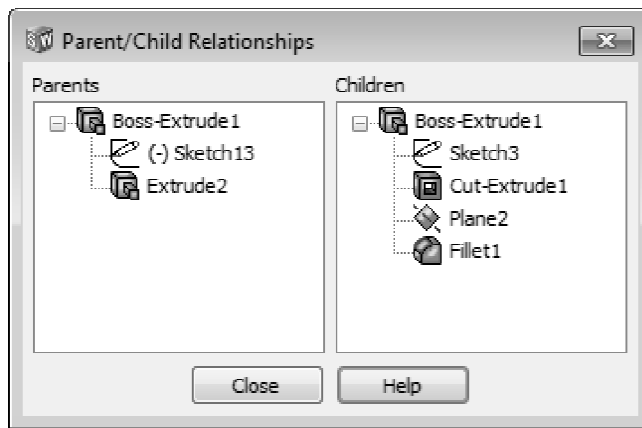 Parent/Child Relationships
Parents
Boss-Extrude1
(-) Sketch13
Extrude2
Children
Boss-Extrude1
Sketch3
Cut-Extrude1
Plane2
Fillet1
Close
Help